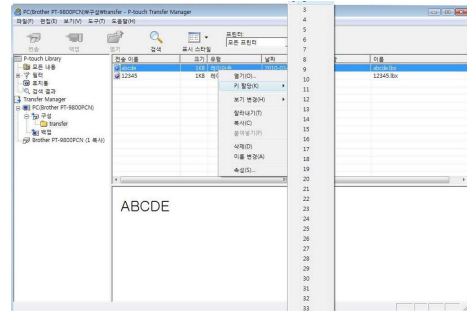 PC(Brother PT-9800PCN)₩구성₩transfer - P-touch Transfer Manager
파일(F) 편집(E) 보기(V) 도구(T) 도움말(H)
전송 백업 열기 검색 표시 스타일
프린터:
모든 프린터
P-touch Library
모든 내용
필터
휴지통
검색 결과
Transfer Manager
PC(Brother PT-9800PCN)
구성
transfer
백업
Brother PT-9800PCN (1 복사)
전송 이름 크기 유형 날짜 이름
abcde 1KB 레이아웃 abcde.lbx
12345 1KB 12345.lbx
열기(O)...
키 할당(K)
보기 변경(H)
잘라내기(T)
복사(C)
붙여넣기(P)
삭제(D)
이름 변경(A)
속성(S)...
3
4
5
6
7
8
9
10
11
12
13
14
15
16
17
18
19
20
21
22
23
24
25
26
27
28
29
30
31
32
33
ABCDE